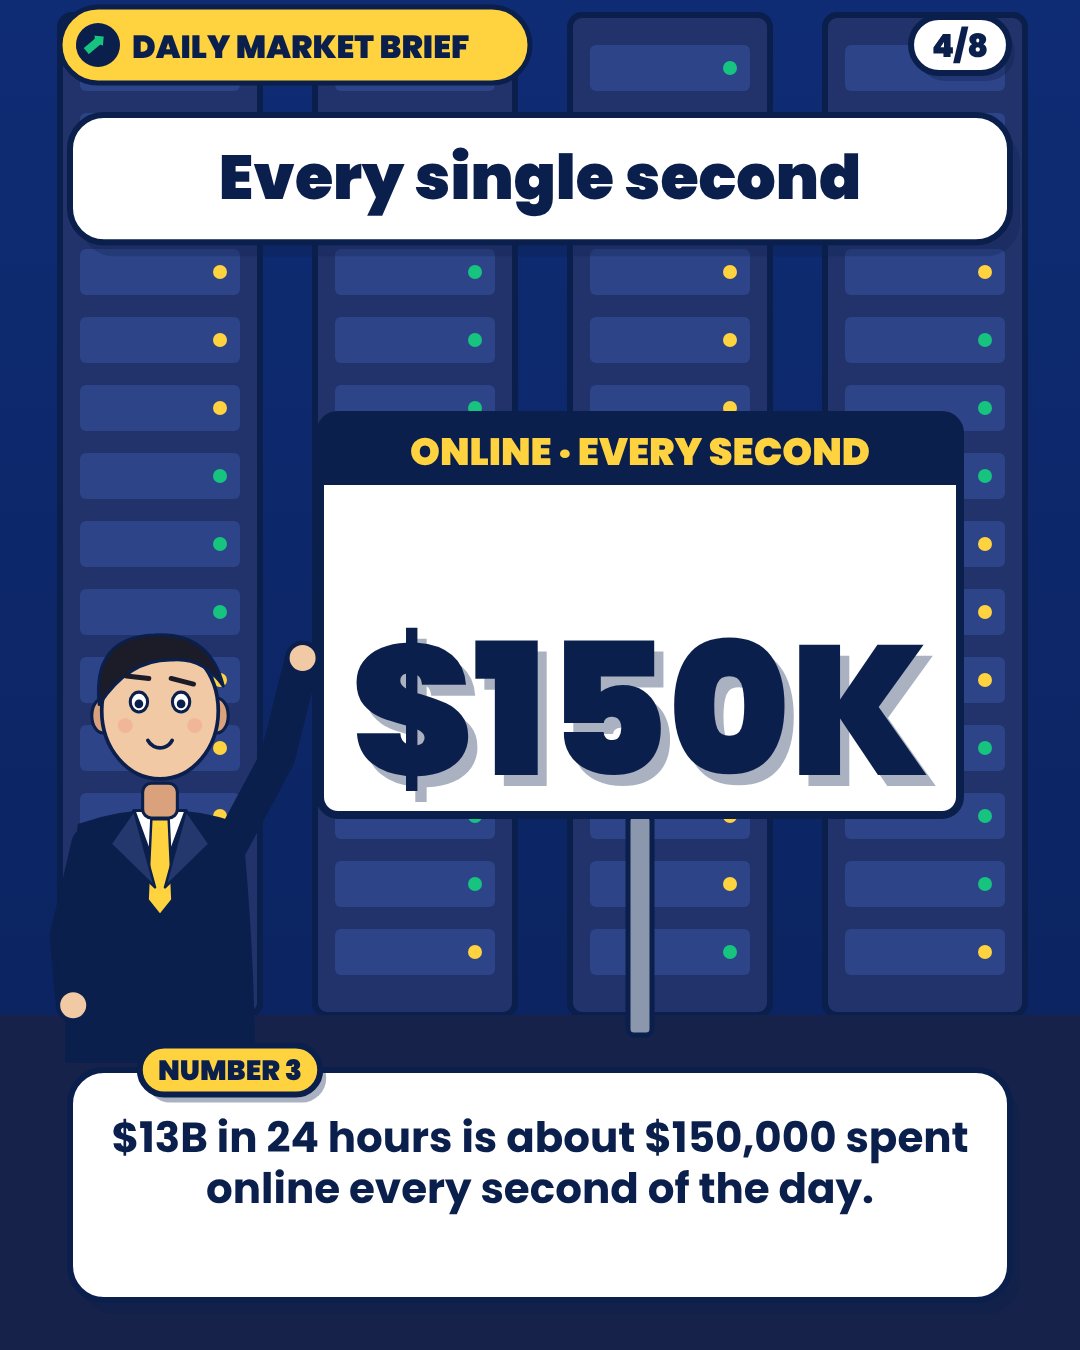 DAILY MARKET BRIEF
4/8
Every single second
ONLINE • EVERY SECOND
$150K
NUMBER 3
$13B in 24 hours is about $150,000 spent
online every second of the day.